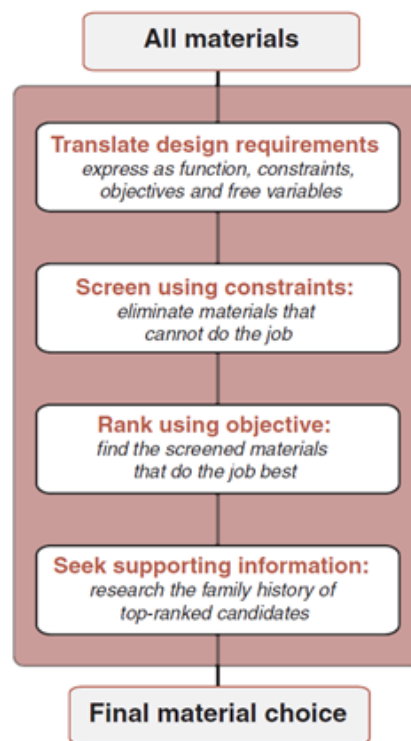 All materials
Translate design requirements
express as function, constraints,
objectives and free variables
Screen using constraints:
eliminate materials that
cannot do the job
Rank using objective:
find the screened materials
that do the job best
Seek supporting information:
research the family history of
top-ranked candidates
Final material choice